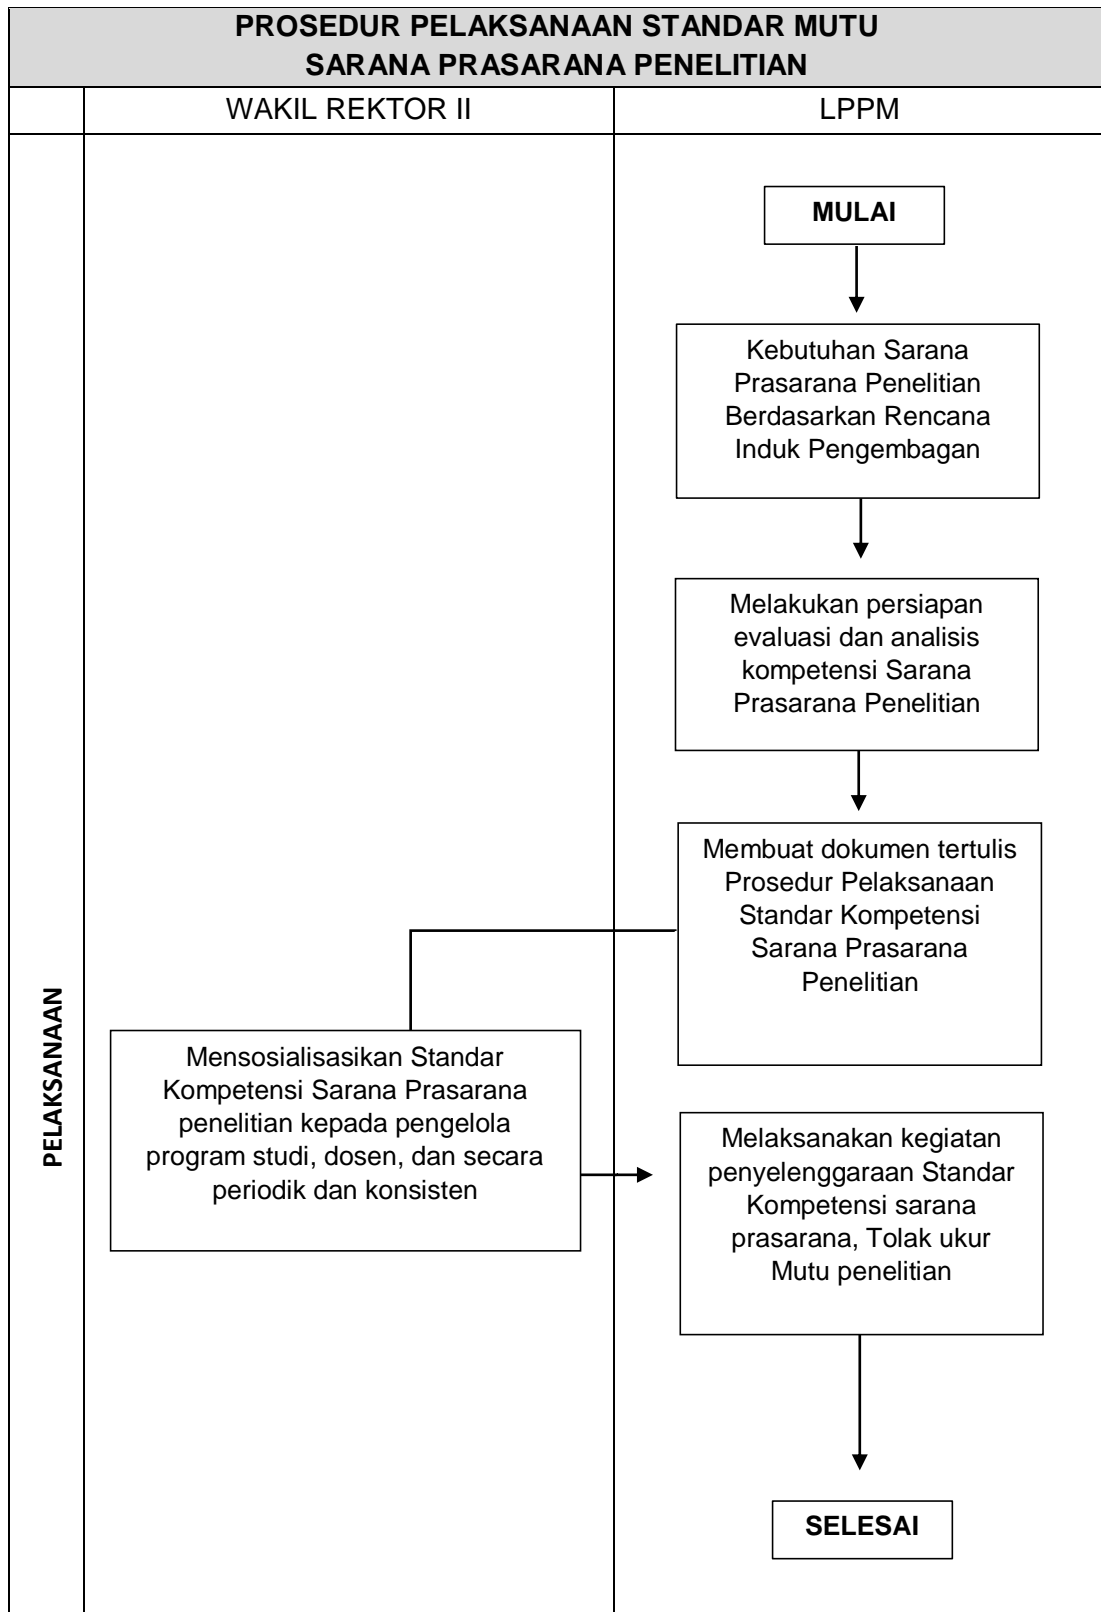 PROSEDUR PELAKSANAAN STANDAR MUTU
SARANA PRASARANA PENELITIAN
WAKIL REKTOR II
LPPM
PELAKSANAAN
MULAI
Kebutuhan Sarana
Prasarana Penelitian
Berdasarkan Rencana
Induk Pengembagan
Melakukan persiapan
evaluasi dan analisis
kompetensi Sarana
Prasarana Penelitian
Membuat dokumen tertulis
Prosedur Pelaksanaan
Standar Kompetensi
Sarana Prasarana
Penelitian
Mensosialisasikan Standar
Kompetensi Sarana Prasarana
penelitian kepada pengelola
program studi, dosen, dan secara
periodik dan konsisten
Melaksanakan kegiatan
penyelenggaraan Standar
Kompetensi sarana
prasarana, Tolak ukur
Mutu penelitian
SELESAI